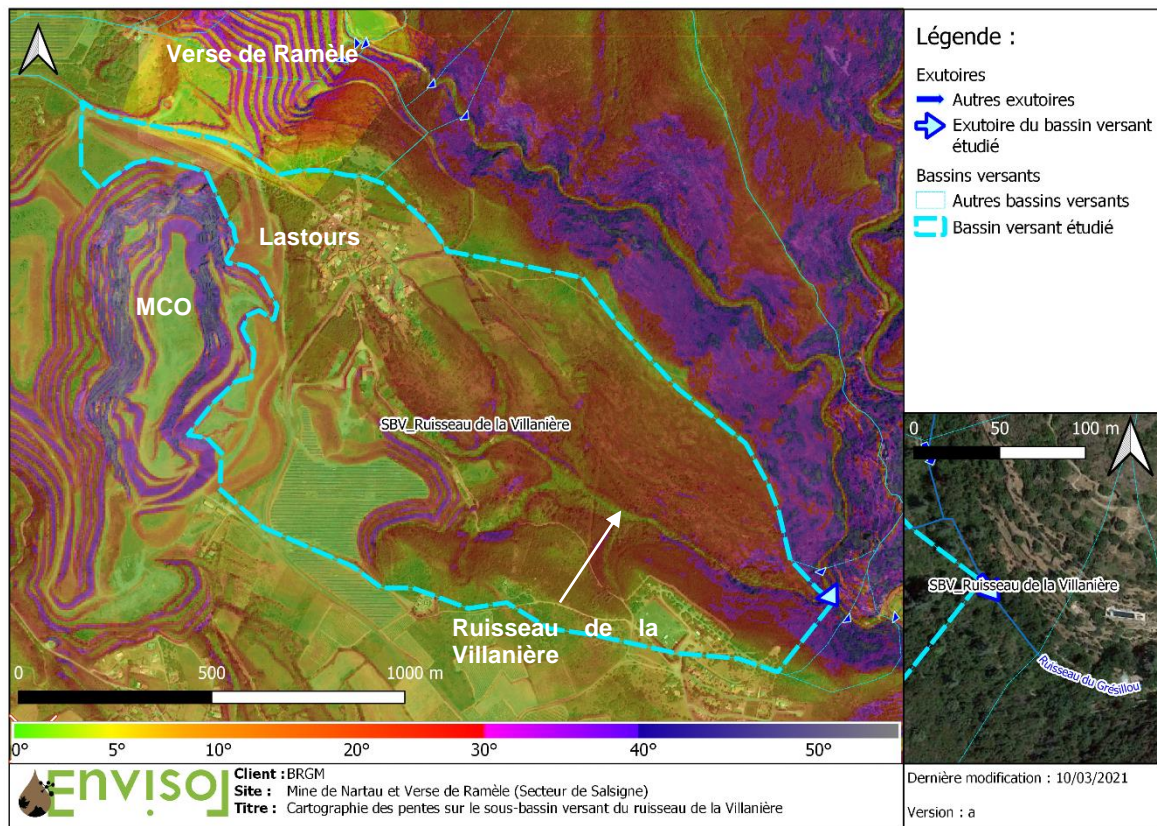 Verse de Ramèle
Lastours
MCO
SBV_Ruisseau de la Villanière
Ruisseau de la
Villanière
0 500 1000 m
0° 5° 10° 20° 30° 40° 50°
Envisol
Client : BRGM
Site : Mine de Nartau et Verse de Ramèle (Secteur de Salsigne)
Titre : Cartographie des pentes sur le sous-bassin versant du ruisseau de la Villanière
Légende :
Exutoires
Autres exutoires
Exutoire du bassin versant
étudié
Bassins versants
Autres bassins versants
Bassin versant étudié
0 50 100 m
SBV_Ruisseau de la Villanière
Ruisseau du Grésillou
Dernière modification : 10/03/2021
Version : a